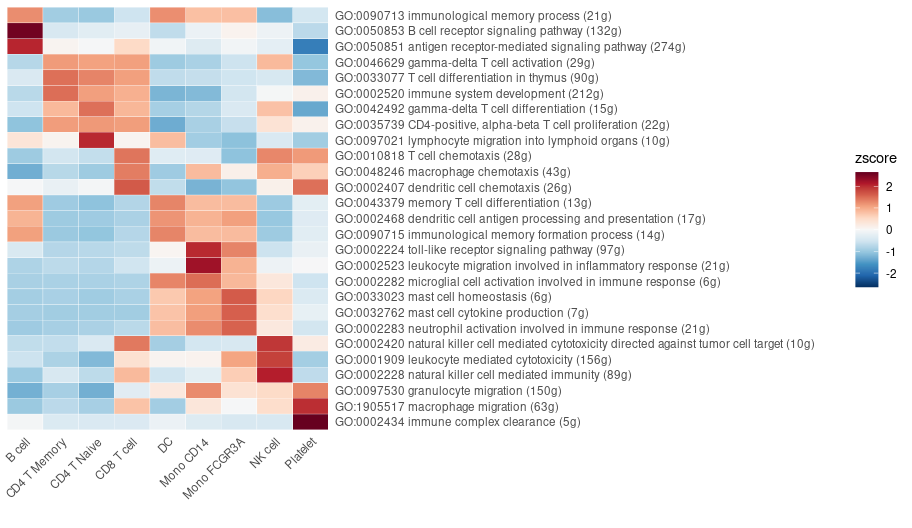 GO:0090713 immunological memory process (21g)
GO:0050853 B cell receptor signaling pathway (132g)
GO:0050851 antigen receptor-mediated signaling pathway (274g)
GO:0046629 gamma-delta T cell activation (29g)
GO:0033077 T cell differentiation in thymus (90g)
GO:0002520 immune system development (212g)
GO:0042492 gamma-delta T cell differentiation (15g)
GO:0035739 CD4-positive, alpha-beta T cell proliferation (22g)
GO:0097021 lymphocyte migration into lymphoid organs (10g)
GO:0010818 T cell chemotaxis (28g)
GO:0048246 macrophage chemotaxis (43g)
GO:0002407 dendritic cell chemotaxis (26g)
GO:0043379 memory T cell differentiation (13g)
GO:0002468 dendritic cell antigen processing and presentation (17g)
GO:0090715 immunological memory formation process (14g)
GO:0002224 toll-like receptor signaling pathway (97g)
GO:0002523 leukocyte migration involved in inflammatory response (21g)
GO:0002282 microglial cell activation involved in immune response (6g)
GO:0033023 mast cell homeostasis (6g)
GO:0032762 mast cell cytokine production (7g)
GO:0002283 neutrophil activation involved in immune response (21g)
GO:0002420 natural killer cell mediated cytotoxicity directed against tumor cell target (10g)
GO:0001909 leukocyte mediated cytotoxicity (156g)
GO:0002228 natural killer cell mediated immunity (89g)
GO:0097530 granulocyte migration (150g)
GO:1905517 macrophage migration (63g)
GO:0002434 immune complex clearance (5g)
B cell
CD4 T Memory
CD4 T Naive
CD8 T cell
DC
Mono CD14
Mono FCGR3A
NK cell
Platelet
zscore
2
1
0
-1
-2